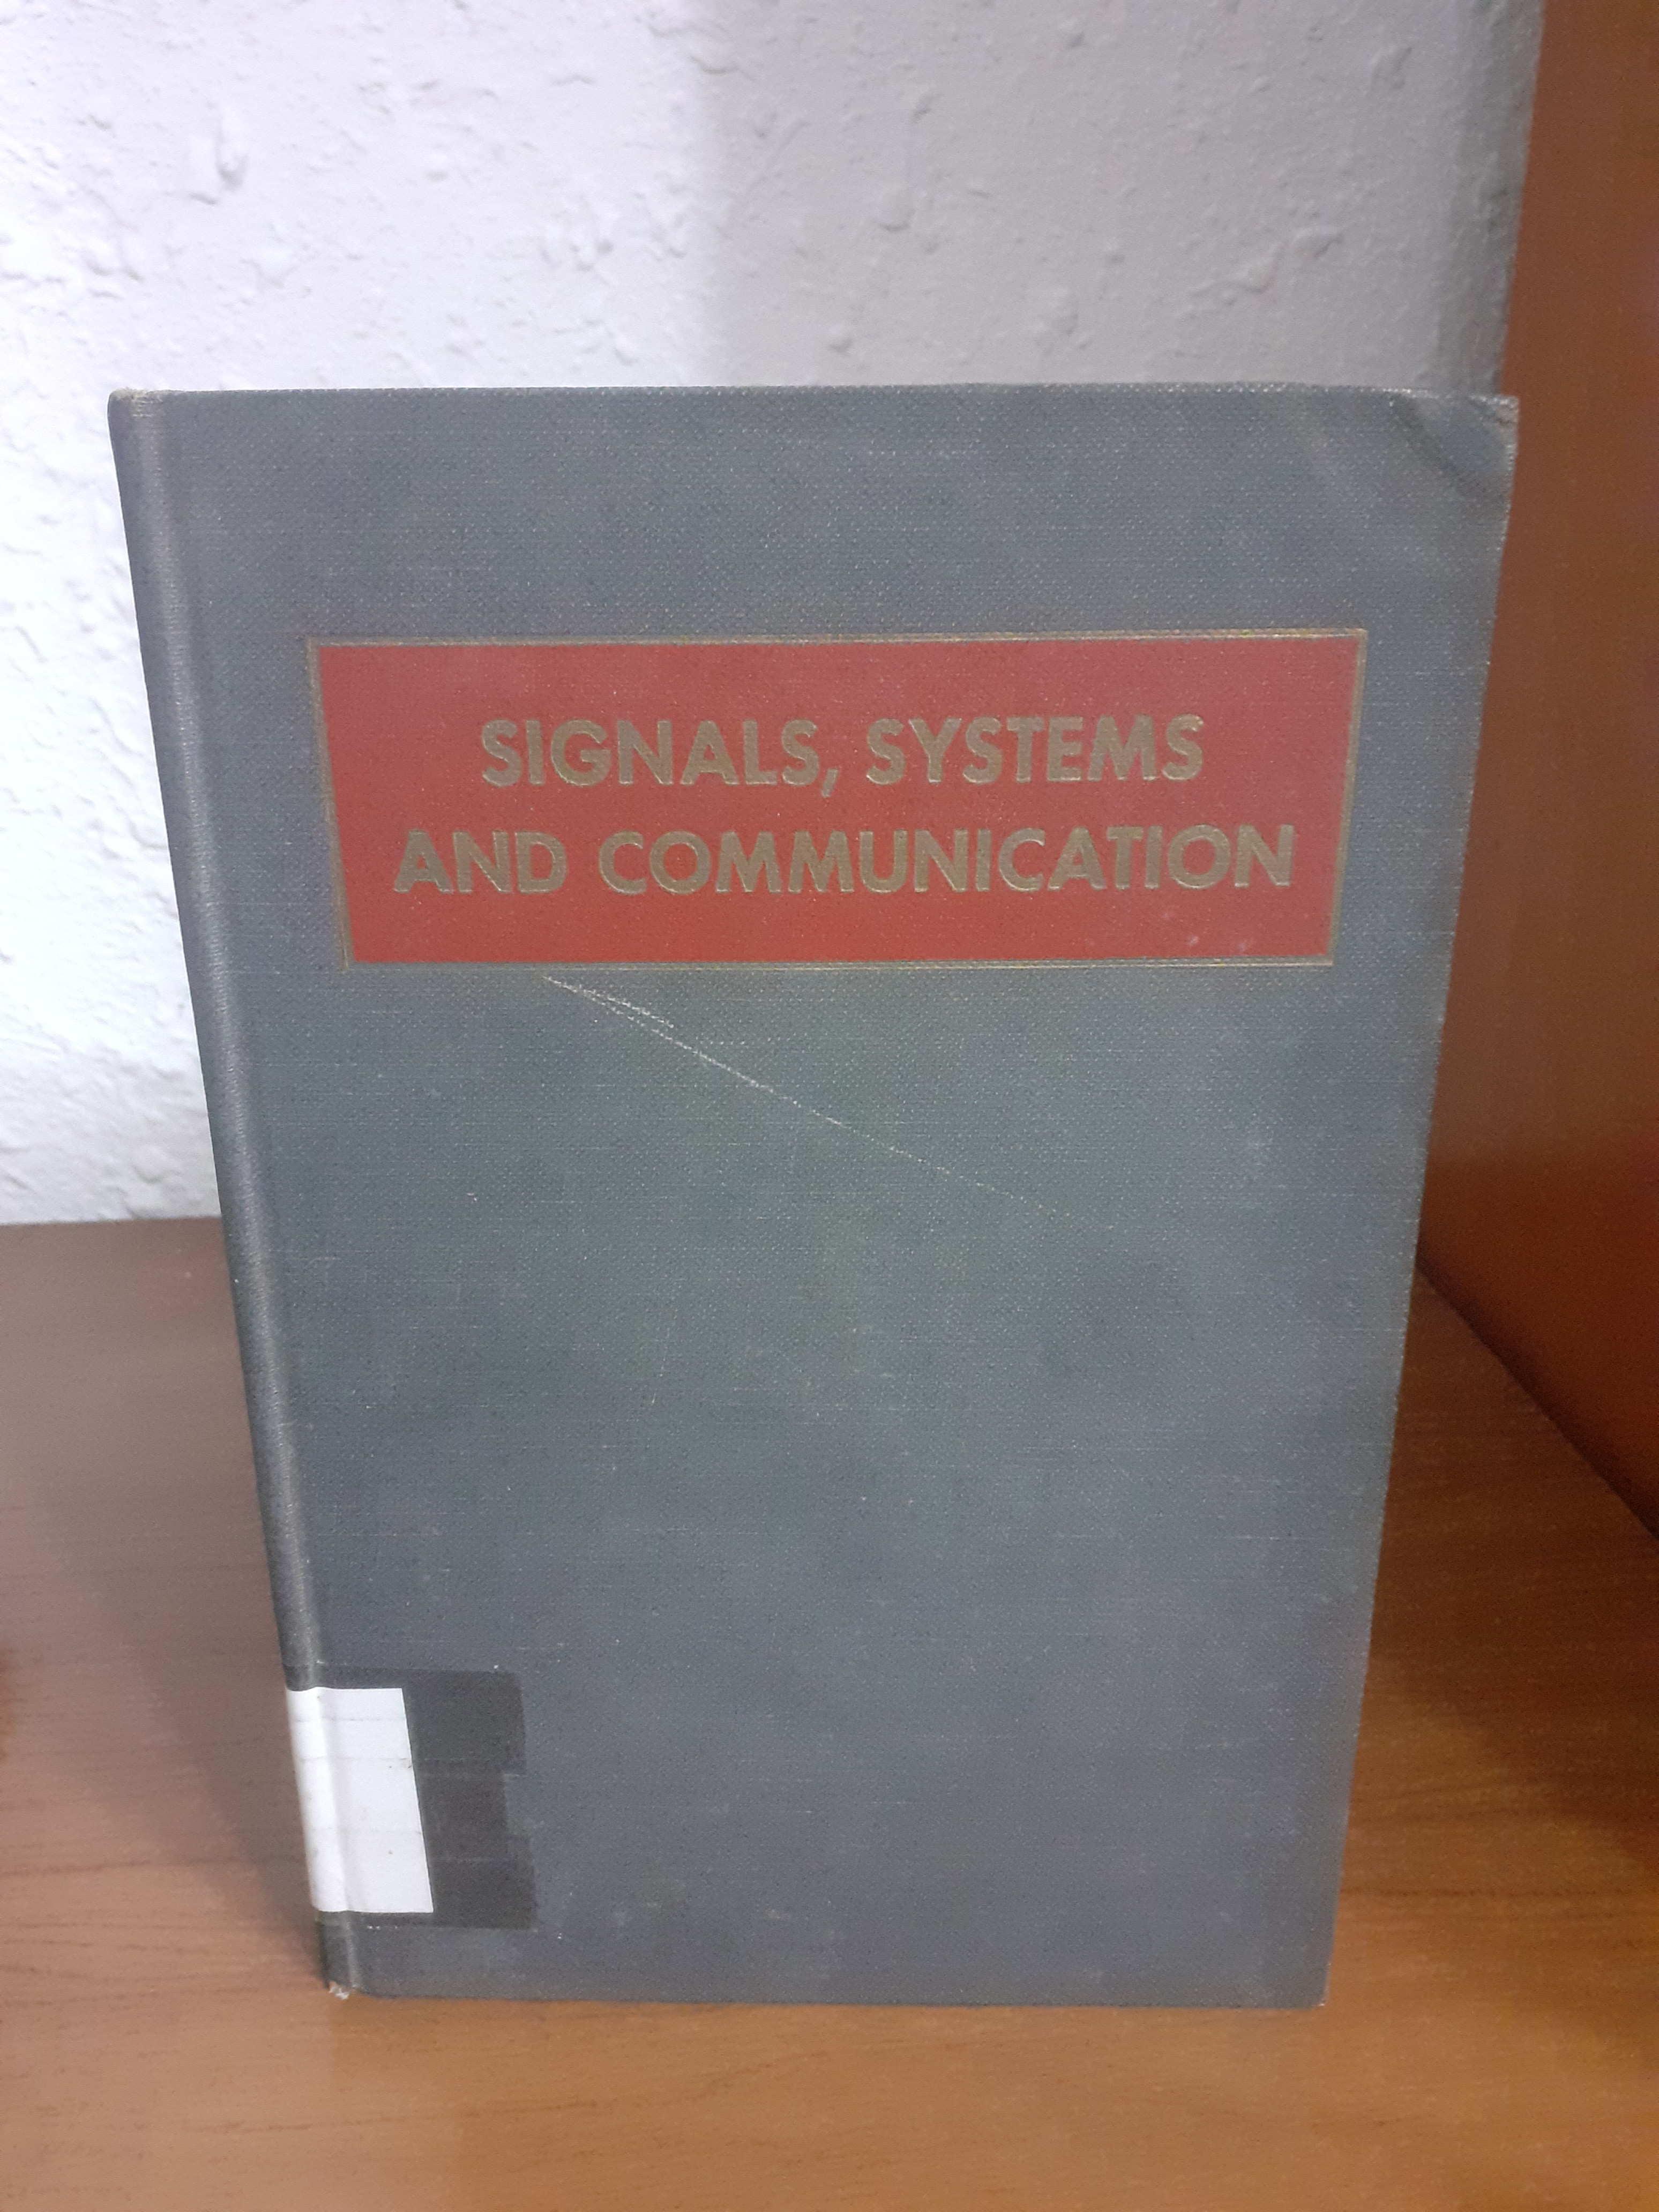 SIGNALS, SYSTEMS
AND COMMUNICATION